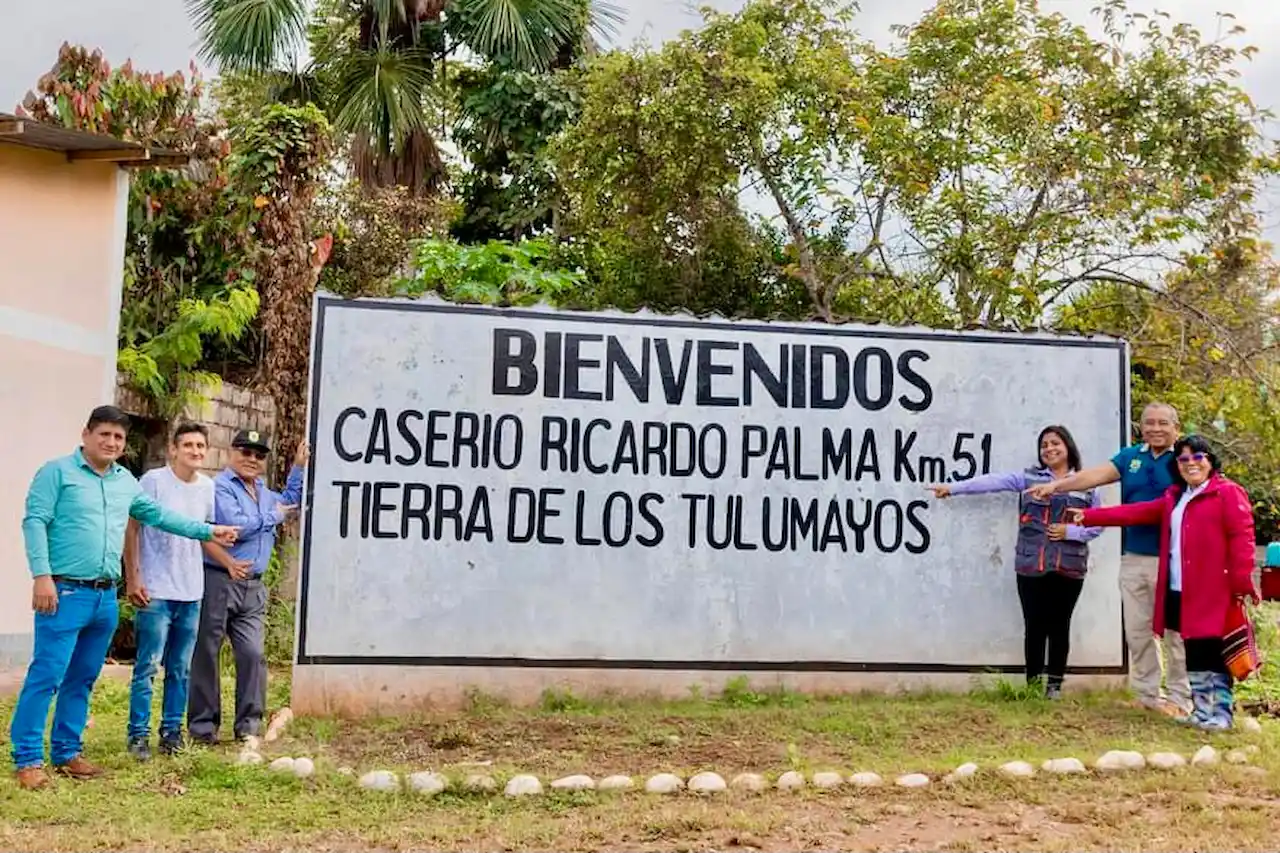 BIENVENIDOS
CASERIO RICARDO PALMA Km.51
TIERRA DE LOS TULUMAYOS